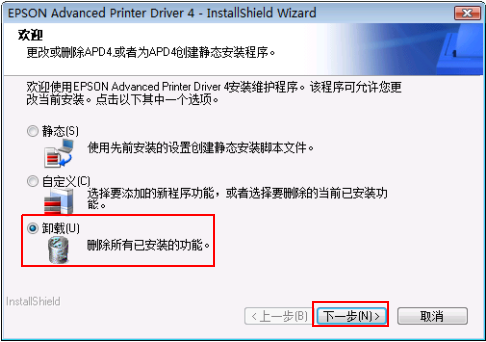 EPSON Advanced Printer Driver 4 - InstallShield Wizard
欢迎
更改或删除APD4,或者为APD4创建静态安装程序。
欢迎使用EPSON Advanced Printer Driver 4安装维护程序。该程序可允许您更
改当前安装。点击以下其中一个选项。
静态(S)
使用先前安装的设置创建静态安装脚本文件。
自定义(C)
选择要添加的新程序功能，或者选择要删除的当前已安装功
能。
卸载(U)
删除所有已安装的功能。
InstallShield
<上一步(B) 下一步(N)> 取消